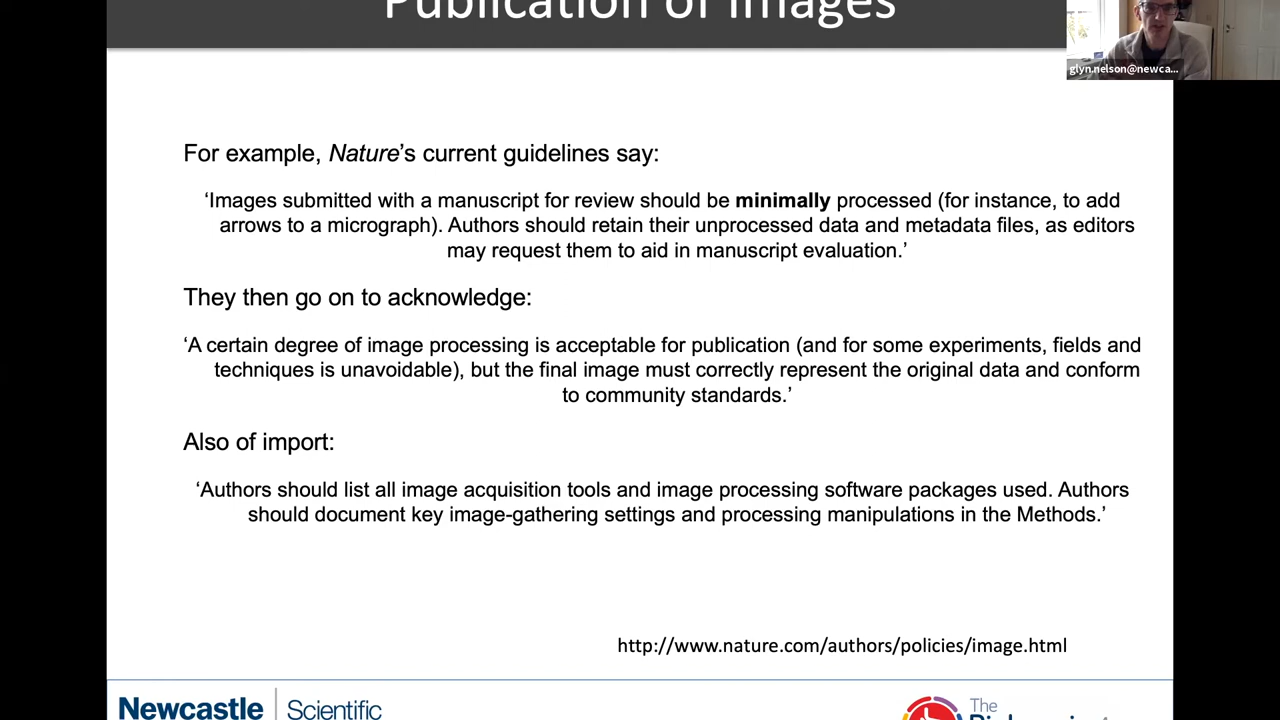 Publication of Images
glyn.nelson@newca...
For example, Nature’s current guidelines say:
‘Images submitted with a manuscript for review should be minimally processed (for instance, to add
arrows to a micrograph). Authors should retain their unprocessed data and metadata files, as editors
may request them to aid in manuscript evaluation.’
They then go on to acknowledge:
‘A certain degree of image processing is acceptable for publication (and for some experiments, fields and
techniques is unavoidable), but the final image must correctly represent the original data and conform
to community standards.’
Also of import:
‘Authors should list all image acquisition tools and image processing software packages used. Authors
should document key image-gathering settings and processing manipulations in the Methods.’
http://www.nature.com/authors/policies/image.html
Newcastle
Scientific
The